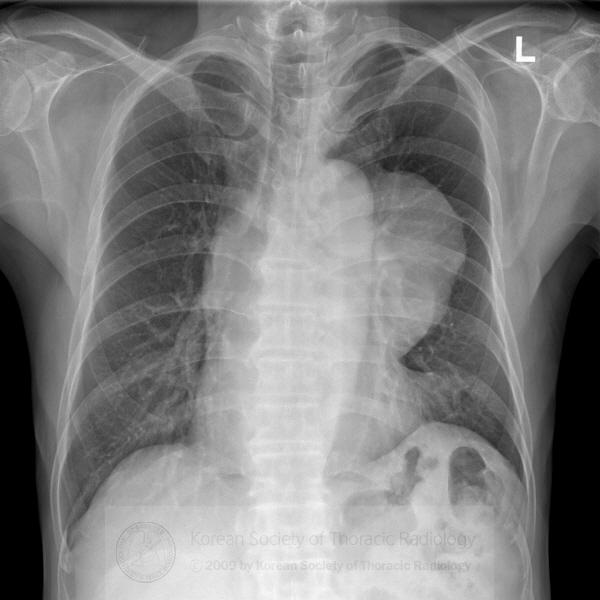 L
Korean Society of Thoracic Radiology
© 2009 by Korean Society of Thoracic Radiology